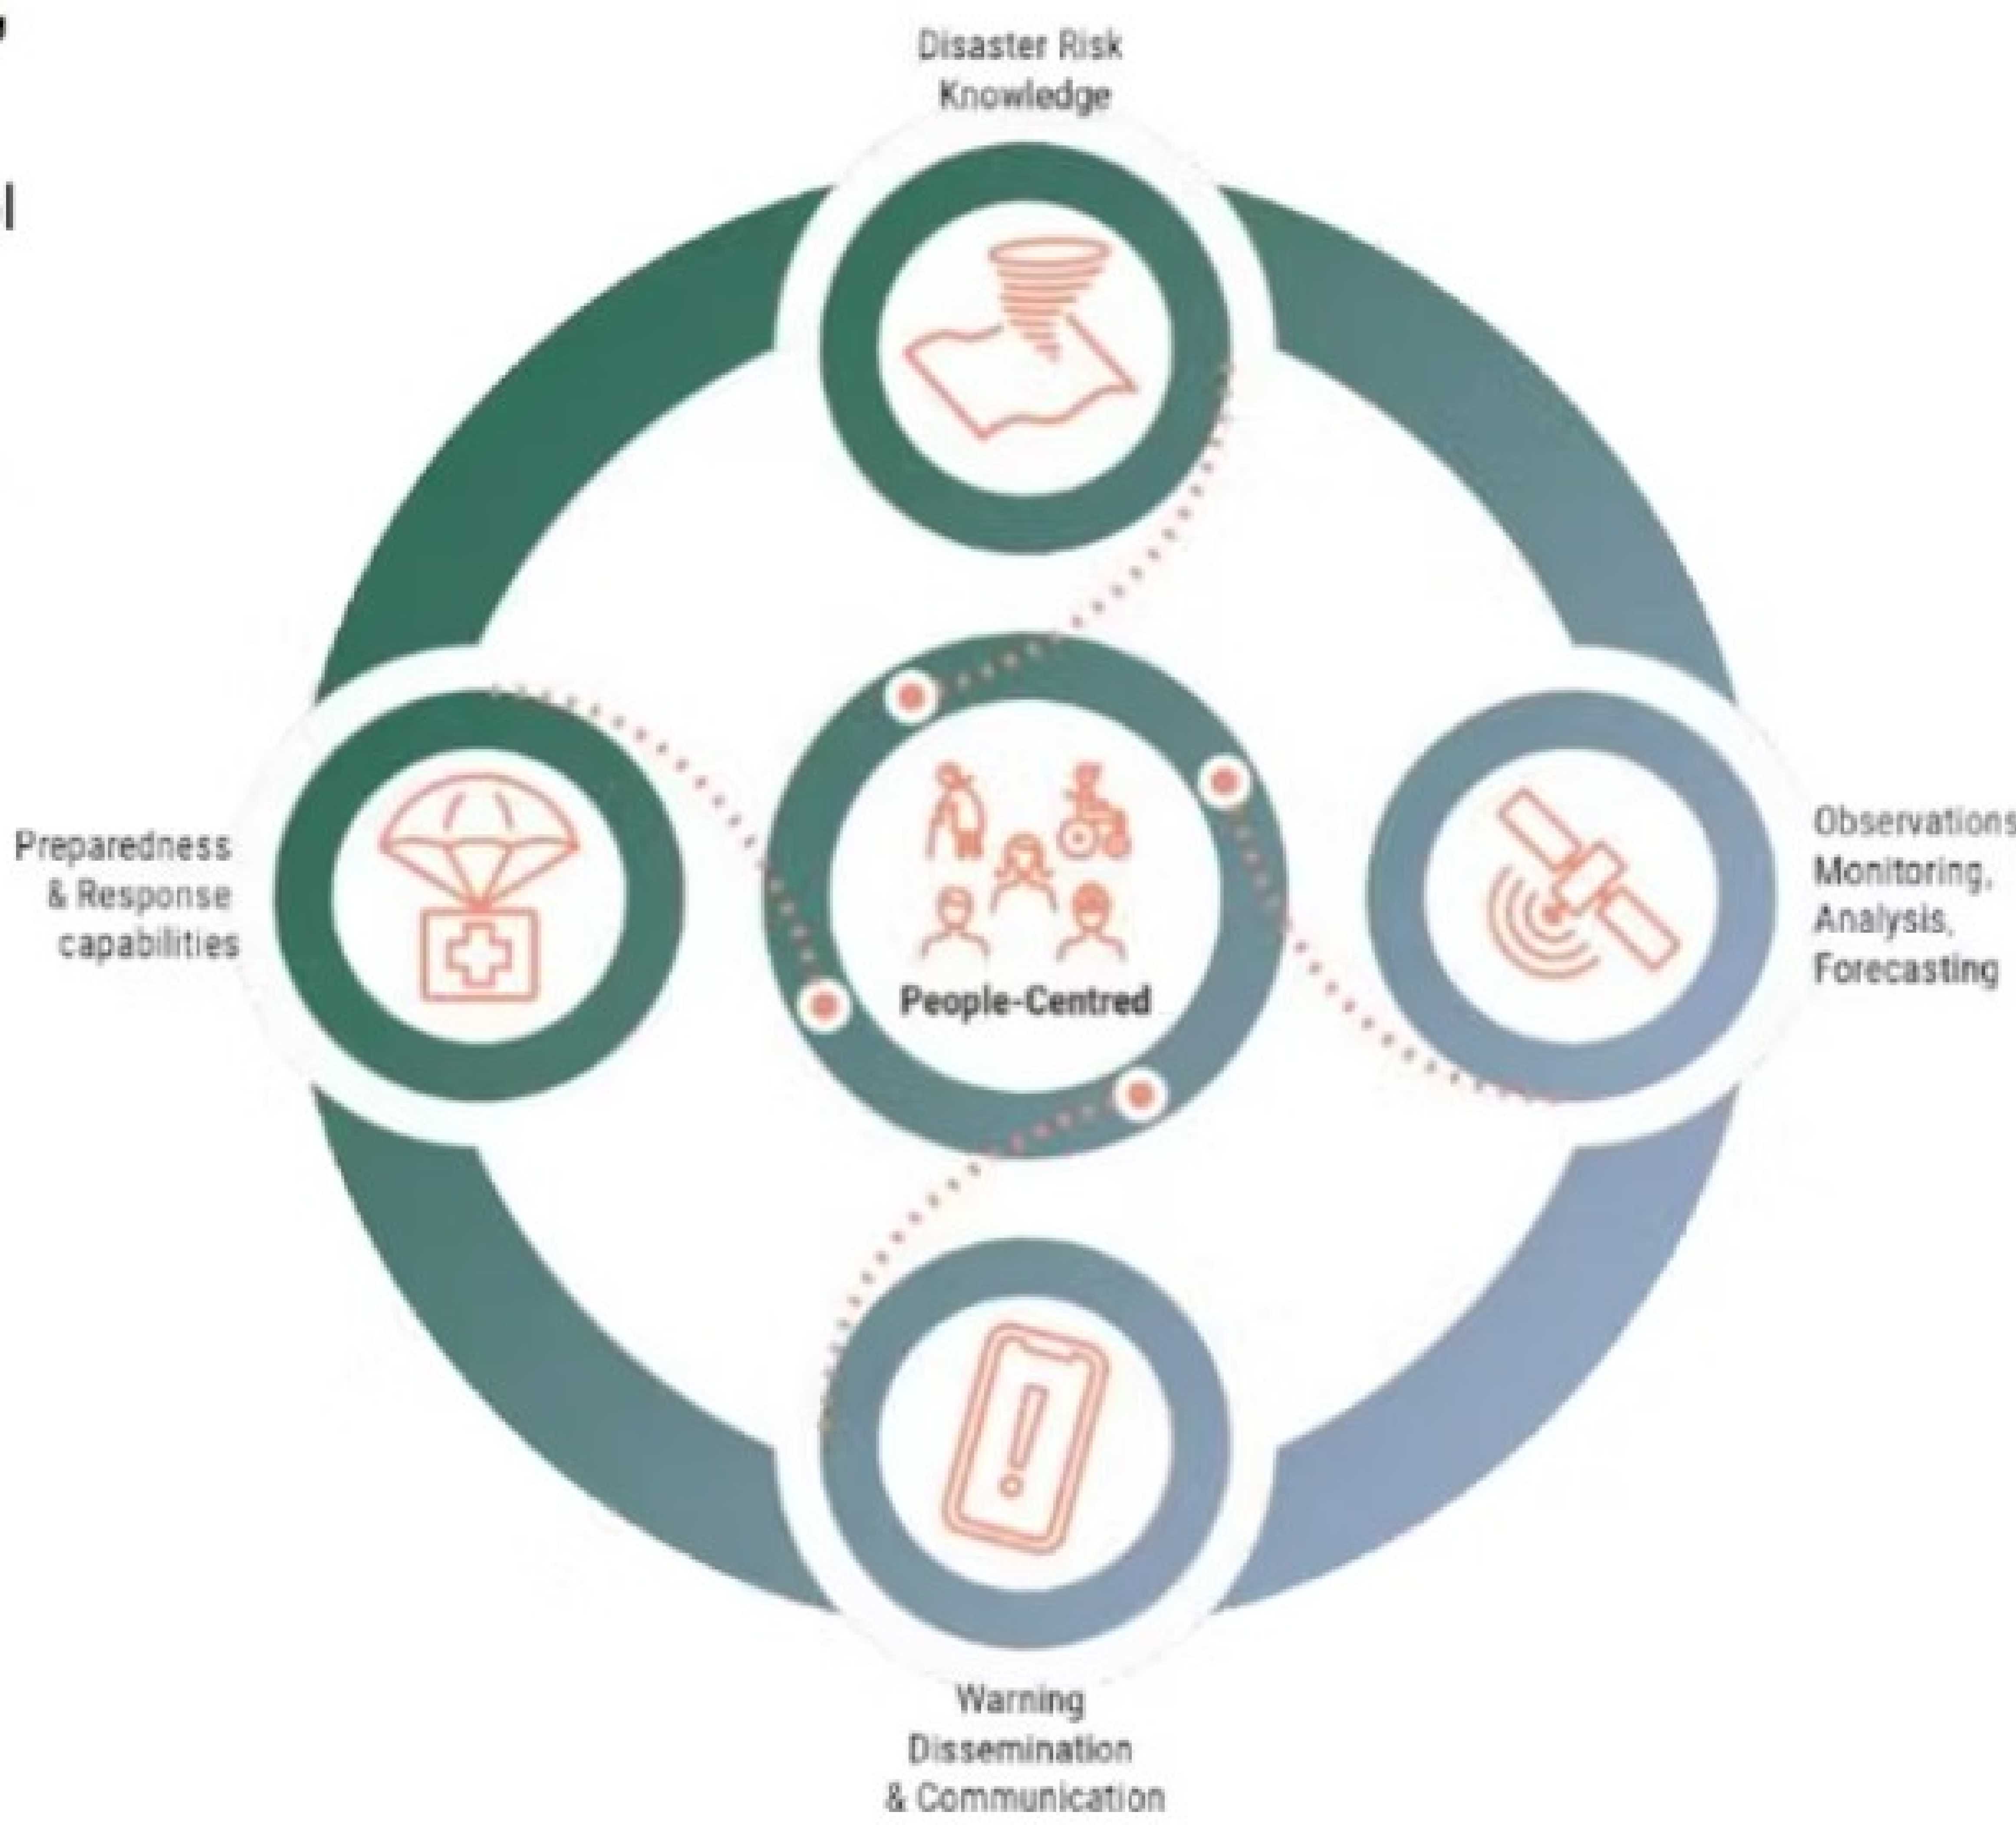 Disaster Risk
Knowledge
Preparedness
& Response
capabilities
People-Centred
Observations
Monitoring,
Analysis,
Forecasting
Warning
Dissemination
& Communication